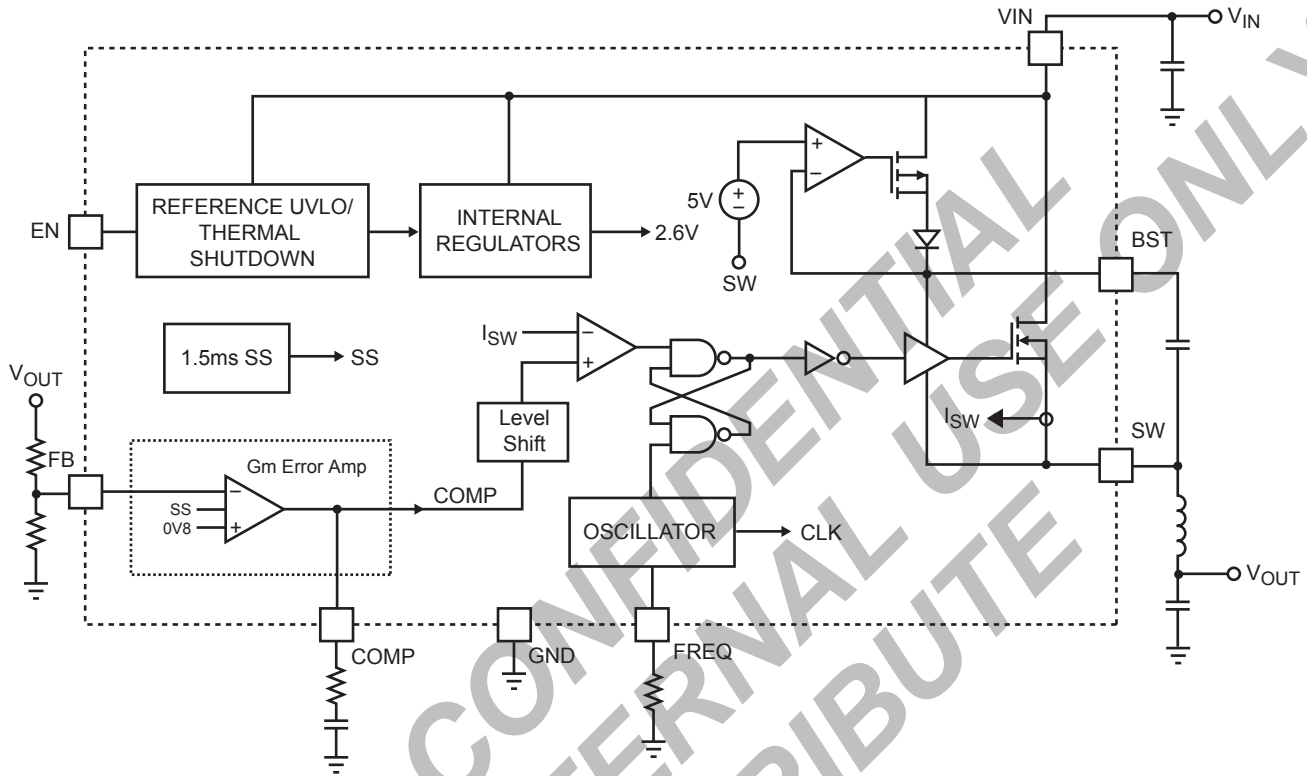 VIN
V_IN
EN
REFERENCE UVLO/
THERMAL
SHUTDOWN
INTERNAL
REGULATORS
2.6V
5V
+
−
SW
+
−
BST
1.5ms SS
SS
I_SW
−
+
Level
Shift
I_SW
SW
V_OUT
FB
Gm Error Amp
SS
0V8
−
+
COMP
OSCILLATOR
CLK
V_OUT
COMP
GND
FREQ
CONFIDENTIAL
INTERNAL USE ONLY
DISTRIBUTE